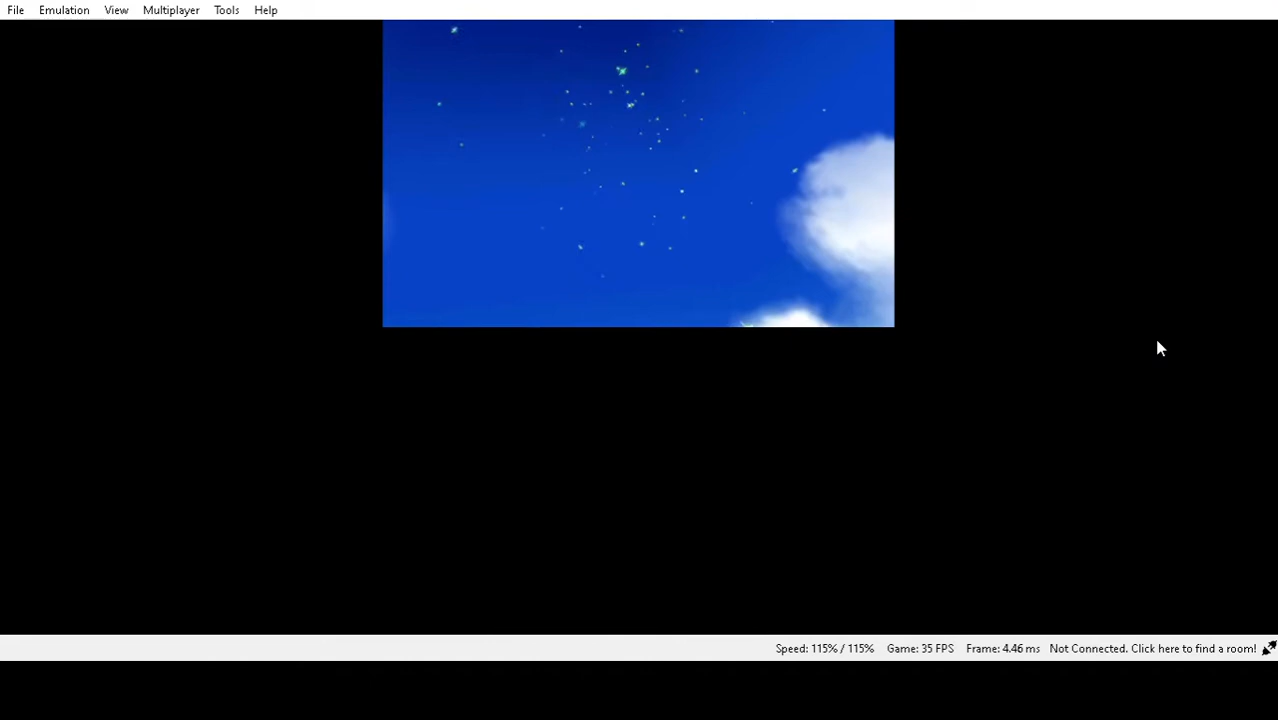 File Emulation View Multiplayer Tools Help
Speed: 115% / 115% Game: 35 FPS Frame: 4.46 ms Not Connected. Click here to find a room!